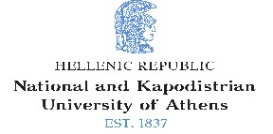 HELLENIC REPUBLIC
National and Kapodistrian
University of Athens
EST. 1837